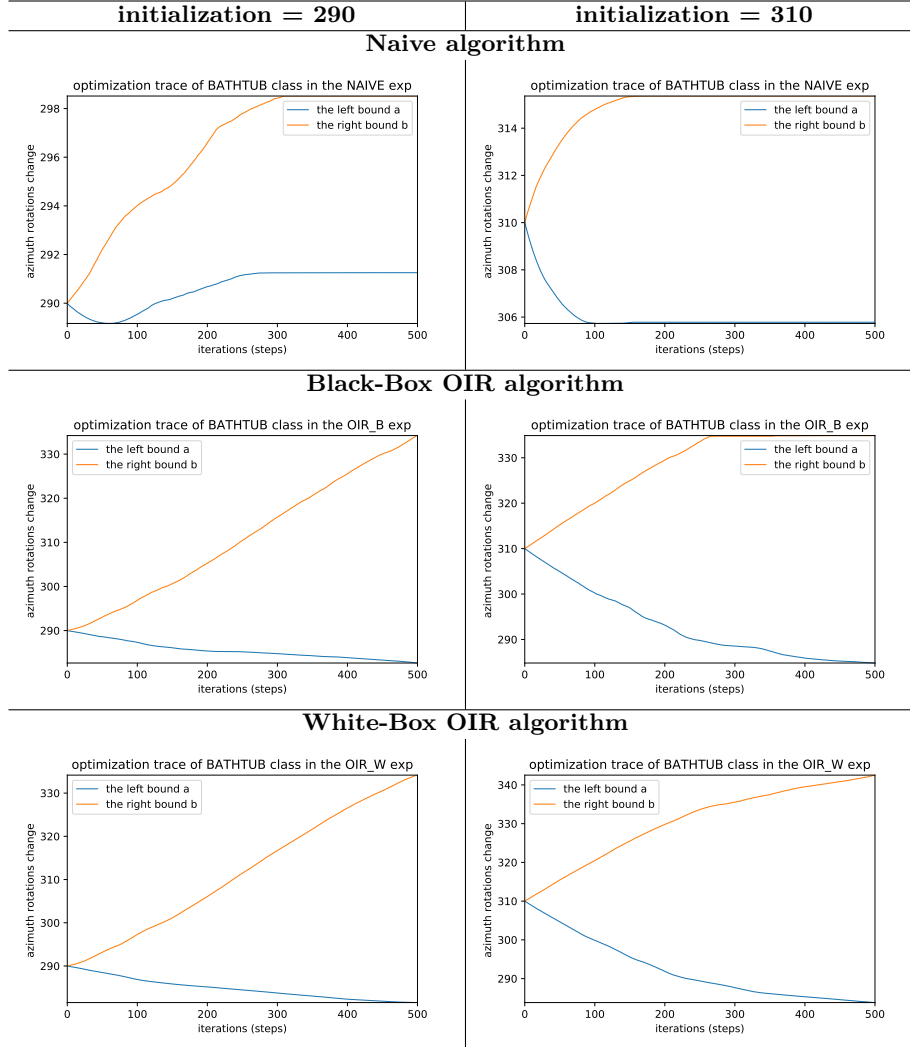 initialization = 290
initialization = 310
Naive algorithm
optimization trace of BATHTUB class in the NAIVE exp
the left bound a
the right bound b
azimuth rotations change
298
296
294
292
290
0 100 200 300 400 500
iterations (steps)
optimization trace of BATHTUB class in the NAIVE exp
the left bound a
the right bound b
azimuth rotations change
314
312
310
308
306
0 100 200 300 400 500
iterations (steps)
Black-Box OIR algorithm
optimization trace of BATHTUB class in the OIR_B exp
the left bound a
the right bound b
azimuth rotations change
330
320
310
300
290
0 100 200 300 400 500
iterations (steps)
optimization trace of BATHTUB class in the OIR_B exp
the left bound a
the right bound b
azimuth rotations change
330
320
310
300
290
0 100 200 300 400 500
iterations (steps)
White-Box OIR algorithm
optimization trace of BATHTUB class in the OIR_W exp
the left bound a
the right bound b
azimuth rotations change
330
320
310
300
290
0 100 200 300 400 500
iterations (steps)
optimization trace of BATHTUB class in the OIR_W exp
the left bound a
the right bound b
azimuth rotations change
340
330
320
310
300
290
0 100 200 300 400 500
iterations (steps)